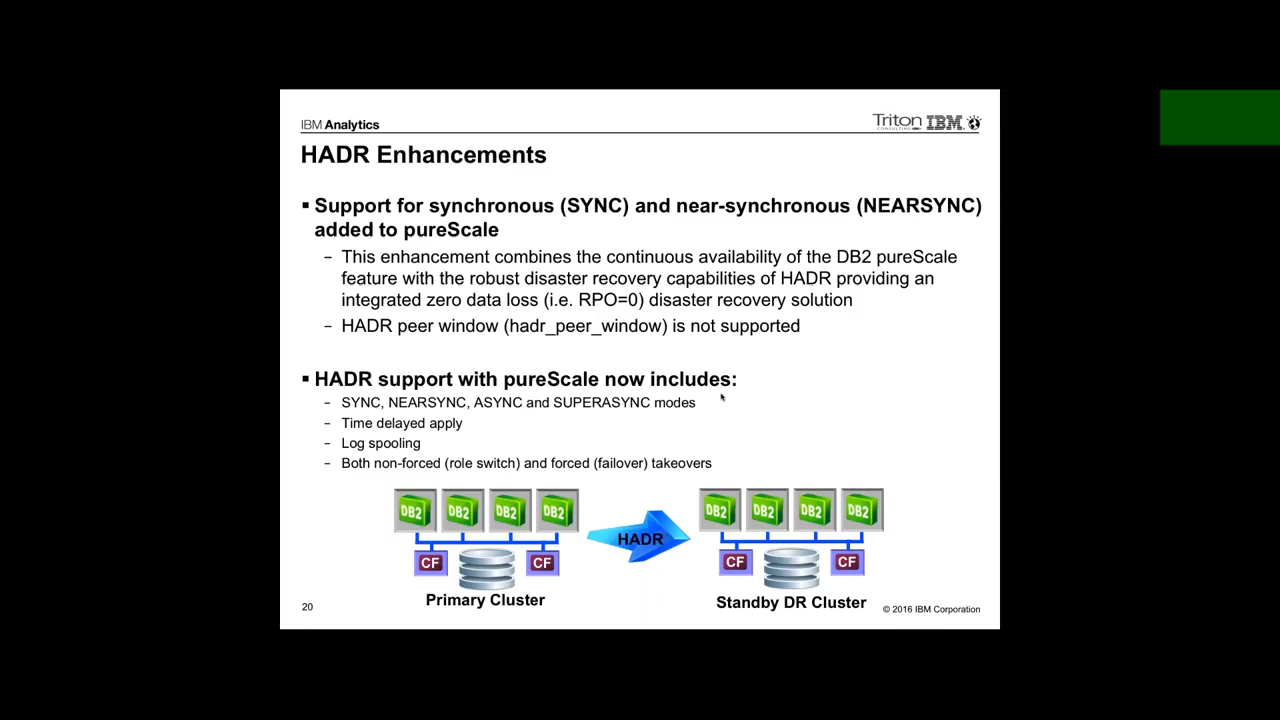 IBM Analytics
Triton IBM
CONSULTING
HADR Enhancements
▪ Support for synchronous (SYNC) and near-synchronous (NEARSYNC)
added to pureScale
– This enhancement combines the continuous availability of the DB2 pureScale
feature with the robust disaster recovery capabilities of HADR providing an
integrated zero data loss (i.e. RPO=0) disaster recovery solution
– HADR peer window (hadr_peer_window) is not supported
▪ HADR support with pureScale now includes:
– SYNC, NEARSYNC, ASYNC and SUPERASYNC modes
– Time delayed apply
– Log spooling
– Both non-forced (role switch) and forced (failover) takeovers
DB2 DB2 DB2 DB2 DB2 DB2 DB2 DB2
HADR
CF CF CF CF
Primary Cluster Standby DR Cluster
20 © 2016 IBM Corporation